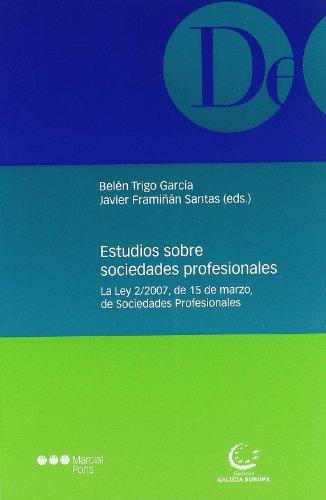 De
Belén Trigo García
Javier Framiñán Santas (eds.)
Estudios sobre
sociedades profesionales
La Ley 2/2007, de 15 de marzo,
de Sociedades Profesionales
Marcial
Pons
Fundación
GALICIA EUROPA